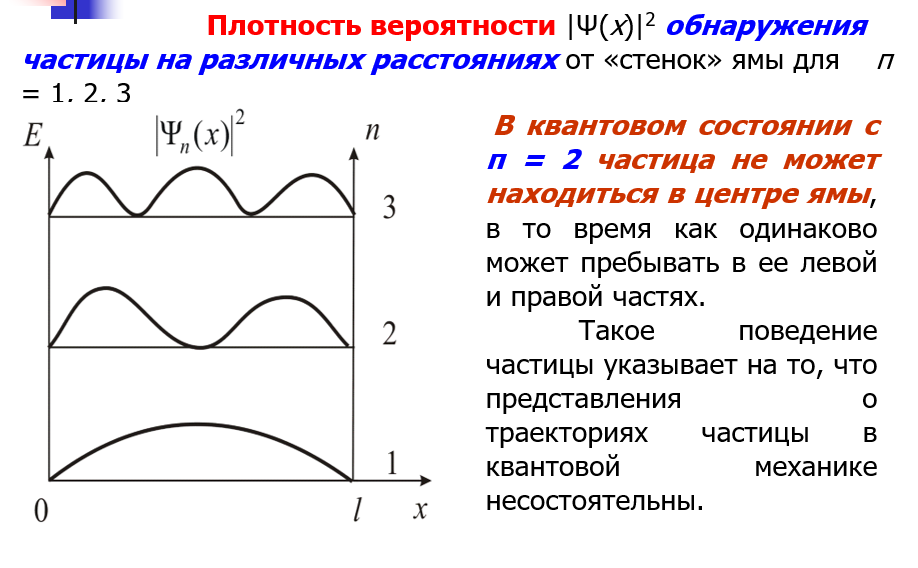 Плотность вероятности |Ψ(x)|² обнаружения
частицы на различных расстояниях от «стенок» ямы для п
= 1, 2, 3
E |Ψn(x)|² n
3
2
1
0 l x
В квантовом состоянии с
п = 2 частица не может
находиться в центре ямы,
в то время как одинаково
может пребывать в ее левой
и правой частях.
Такое поведение
частицы указывает на то, что
представления о
траекториях частицы в
квантовой механике
несостоятельны.